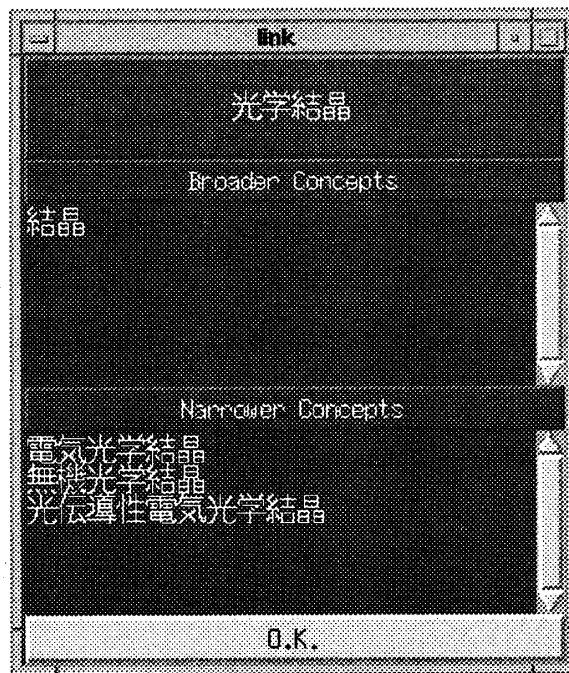 link
光学結晶
Broader Concepts
結晶
Narrower Concepts
電気光学結晶
無機光学結晶
光伝導性電気光学結晶
O.K.